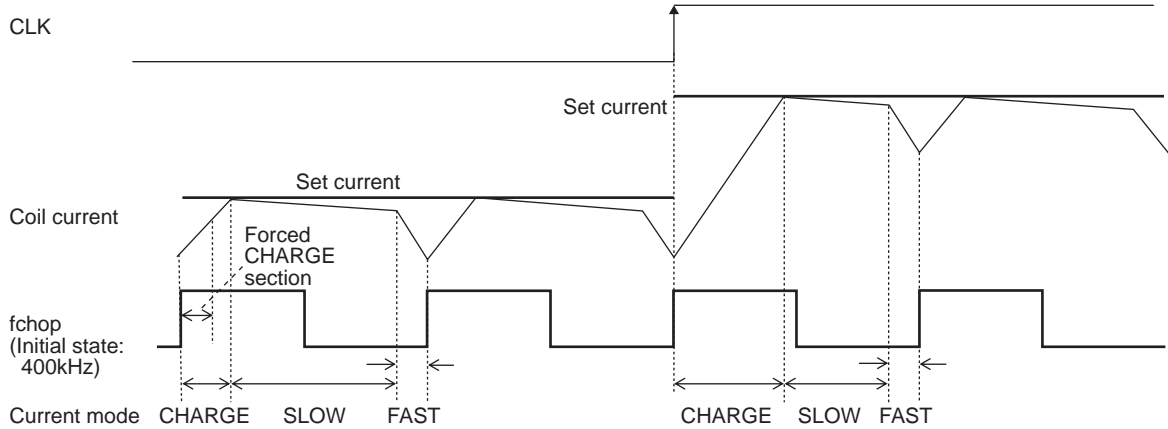 CLK
Set current
Set current
Coil current
Forced
CHARGE
section
fchop
(Initial state:
400kHz)
Current mode CHARGE SLOW FAST CHARGE SLOW FAST